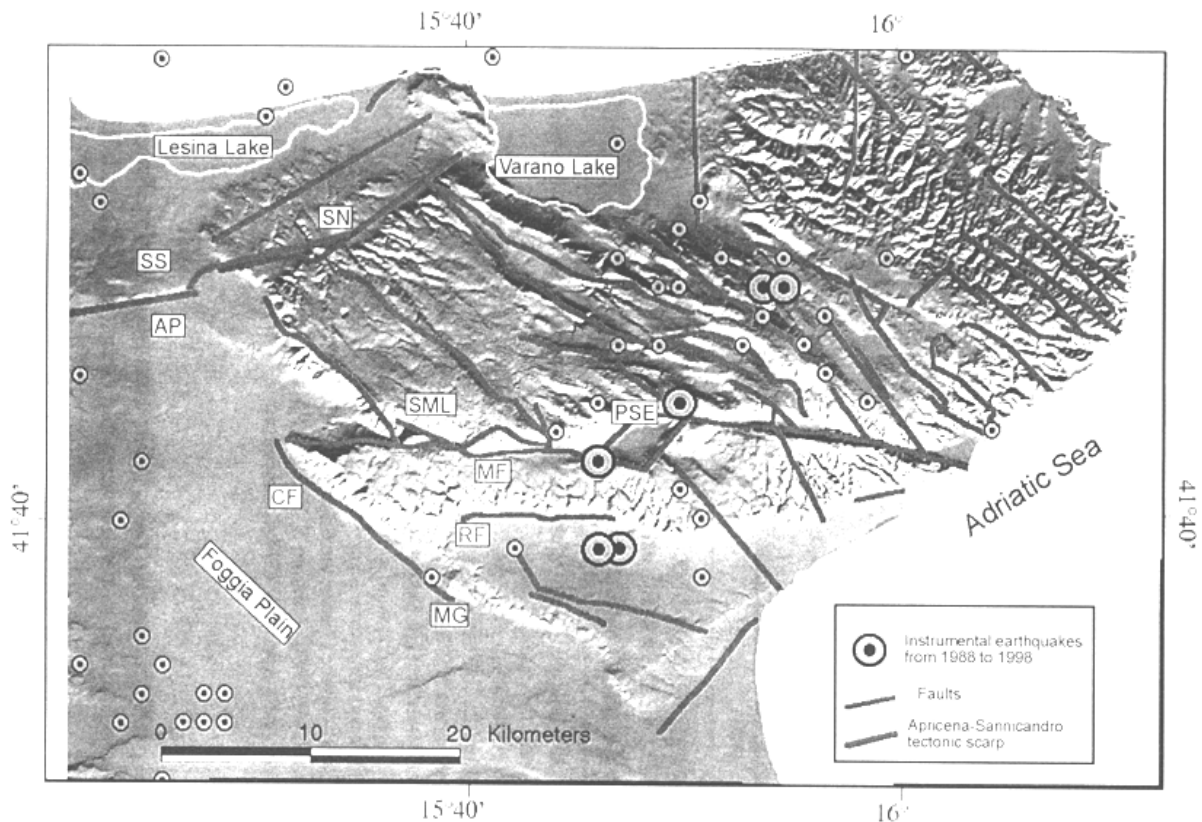 15°40'
16°
Lesina Lake
Varano Lake
SN
SS
AP
SML
PSE
MF
CF
RF
MG
Foggia Plain
Adriatic Sea
41°40'
41°40'
Instrumental earthquakes
from 1988 to 1998
Faults
Apricena-Sannicandro
tectonic scarp
0 10 20 Kilometers
15°40'
16°